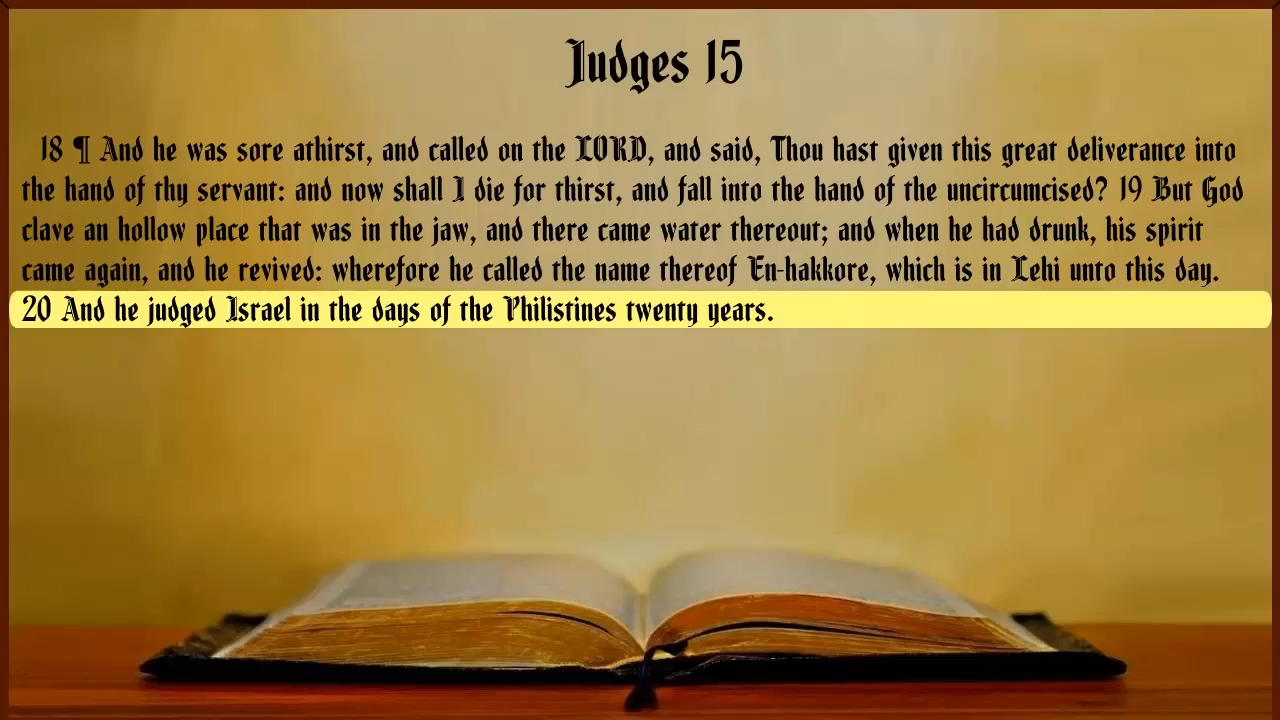 Judges 15
18 ¶ And he was sore athirst, and called on the LORD, and said, Thou hast given this great deliverance into
the hand of thy servant: and now shall I die for thirst, and fall into the hand of the uncircumcised? 19 But God
clave an hollow place that was in the jaw, and there came water thereout; and when he had drunk, his spirit
came again, and he revived: wherefore he called the name thereof En-hakkore, which is in Lehi unto this day.
20 And he judged Israel in the days of the Philistines twenty years.